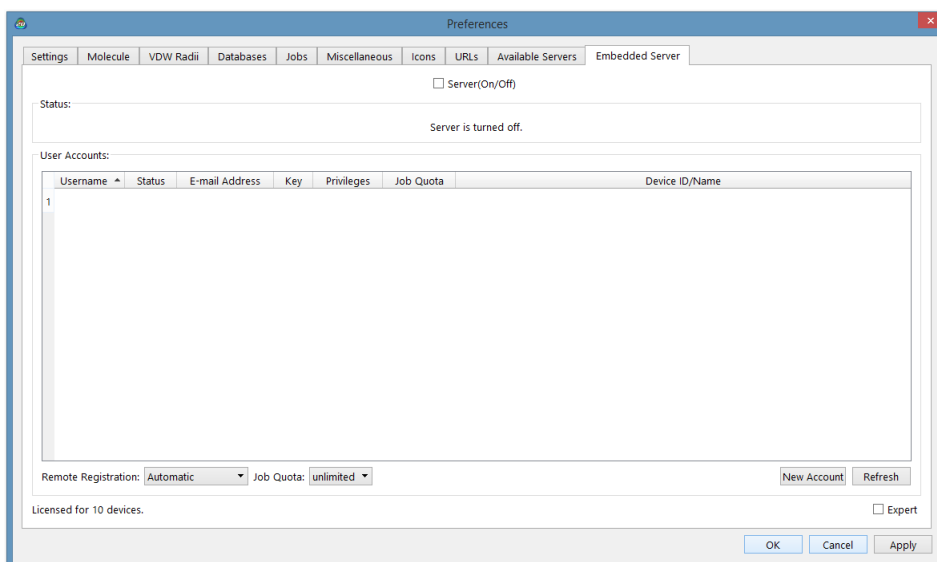 Preferences
Settings Molecule VDW Radii Databases Jobs Miscellaneous Icons URLs Available Servers Embedded Server
Server(On/Off)
Status:
Server is turned off.
User Accounts:
Username Status E-mail Address Key Privileges Job Quota Device ID/Name
1
Remote Registration: Automatic Job Quota: unlimited New Account Refresh
Licensed for 10 devices. Expert
OK Cancel Apply